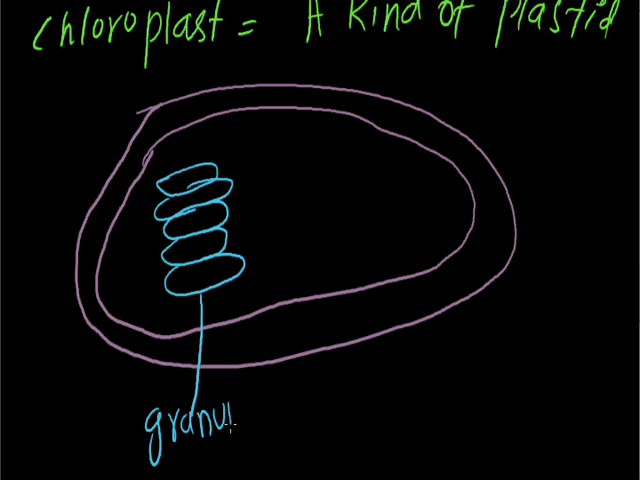 Chloroplast = A Kind of Plastid
granu